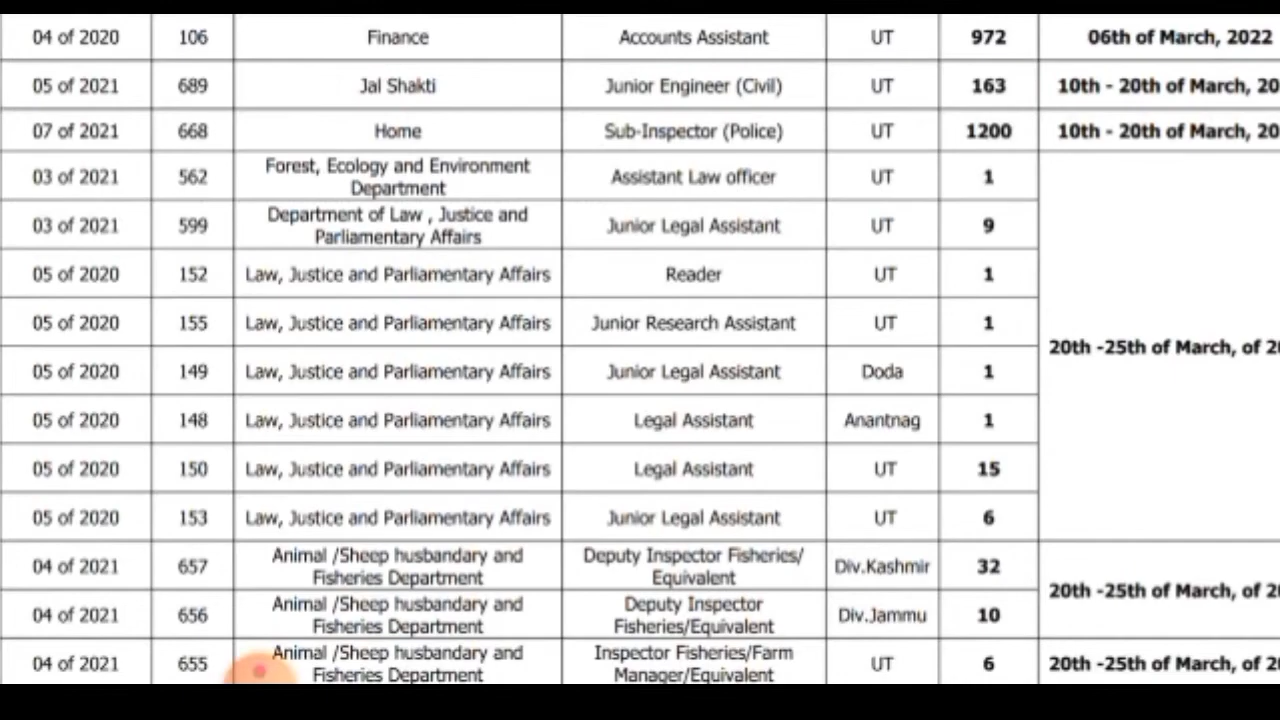 04 of 2020 106 Finance Accounts Assistant UT 972 06th of March, 2022
05 of 2021 689 Jal Shakti Junior Engineer (Civil) UT 163 10th - 20th of March, 20
07 of 2021 668 Home Sub-Inspector (Police) UT 1200 10th - 20th of March, 20
03 of 2021 562 Forest, Ecology and Environment Department Assistant Law officer UT 1
03 of 2021 599 Department of Law , Justice and Parliamentary Affairs Junior Legal Assistant UT 9
05 of 2020 152 Law, Justice and Parliamentary Affairs Reader UT 1
05 of 2020 155 Law, Justice and Parliamentary Affairs Junior Research Assistant UT 1
20th -25th of March, of 20
05 of 2020 149 Law, Justice and Parliamentary Affairs Junior Legal Assistant Doda 1
05 of 2020 148 Law, Justice and Parliamentary Affairs Legal Assistant Anantnag 1
05 of 2020 150 Law, Justice and Parliamentary Affairs Legal Assistant UT 15
05 of 2020 153 Law, Justice and Parliamentary Affairs Junior Legal Assistant UT 6
04 of 2021 657 Animal /Sheep husbandary and Fisheries Department Deputy Inspector Fisheries/ Equivalent Div.Kashmir 32
20th -25th of March, of 20
04 of 2021 656 Animal /Sheep husbandary and Fisheries Department Deputy Inspector Fisheries/Equivalent Div.Jammu 10
04 of 2021 655 Animal /Sheep husbandary and Fisheries Department Inspector Fisheries/Farm Manager/Equivalent UT 6 20th -25th of March, of 20